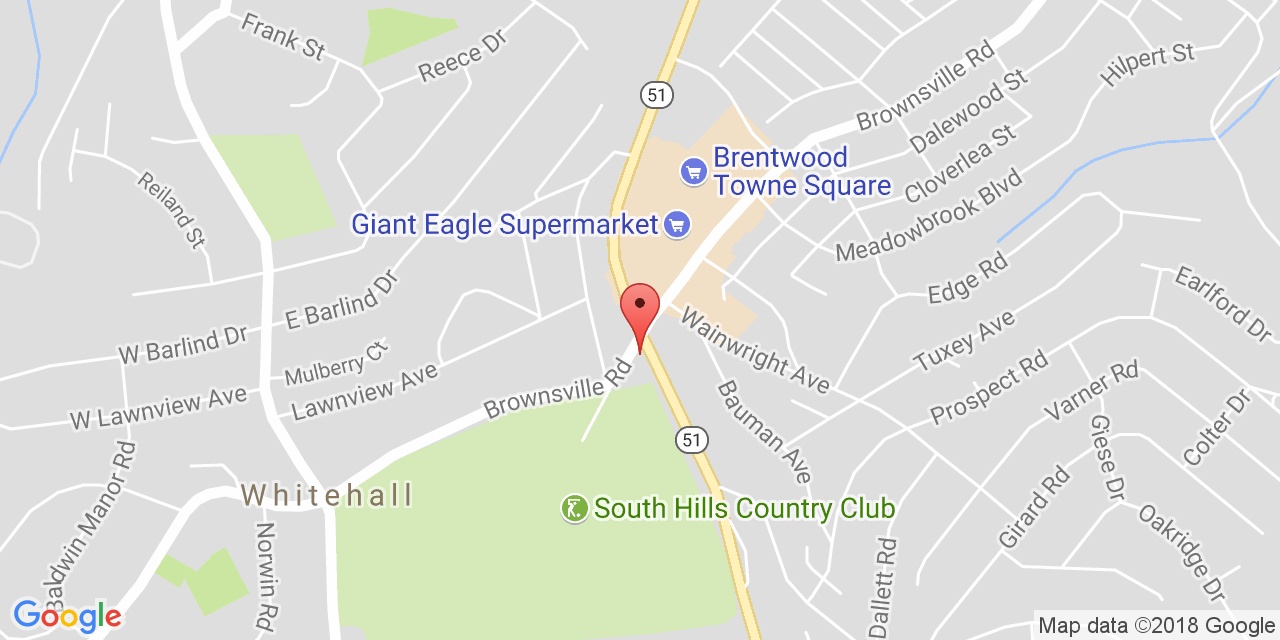 Frank St
Reece Dr
51
Brownsville Rd
Hilpert St
Dalewood St
Brentwood
Towne Square
Cloverlea St
Reiland St
Meadowbrook Blvd
Giant Eagle Supermarket
Edge Rd
Earlford Dr
E Barlind Dr
W Barlind Dr
Wainwright Ave
Tuxey Ave
Mulberry Ct
Lawnview Ave
W Lawnview Ave
Brownsville Rd
Prospect Rd
Varner Rd
Bauman Ave
Colter Dr
51
Giese Dr
Whitehall
South Hills Country Club
Girard Rd
Baldwin Manor Rd
Norwin Rd
Oakridge Dr
Dallett Rd
Google
Map data ©2018 Google